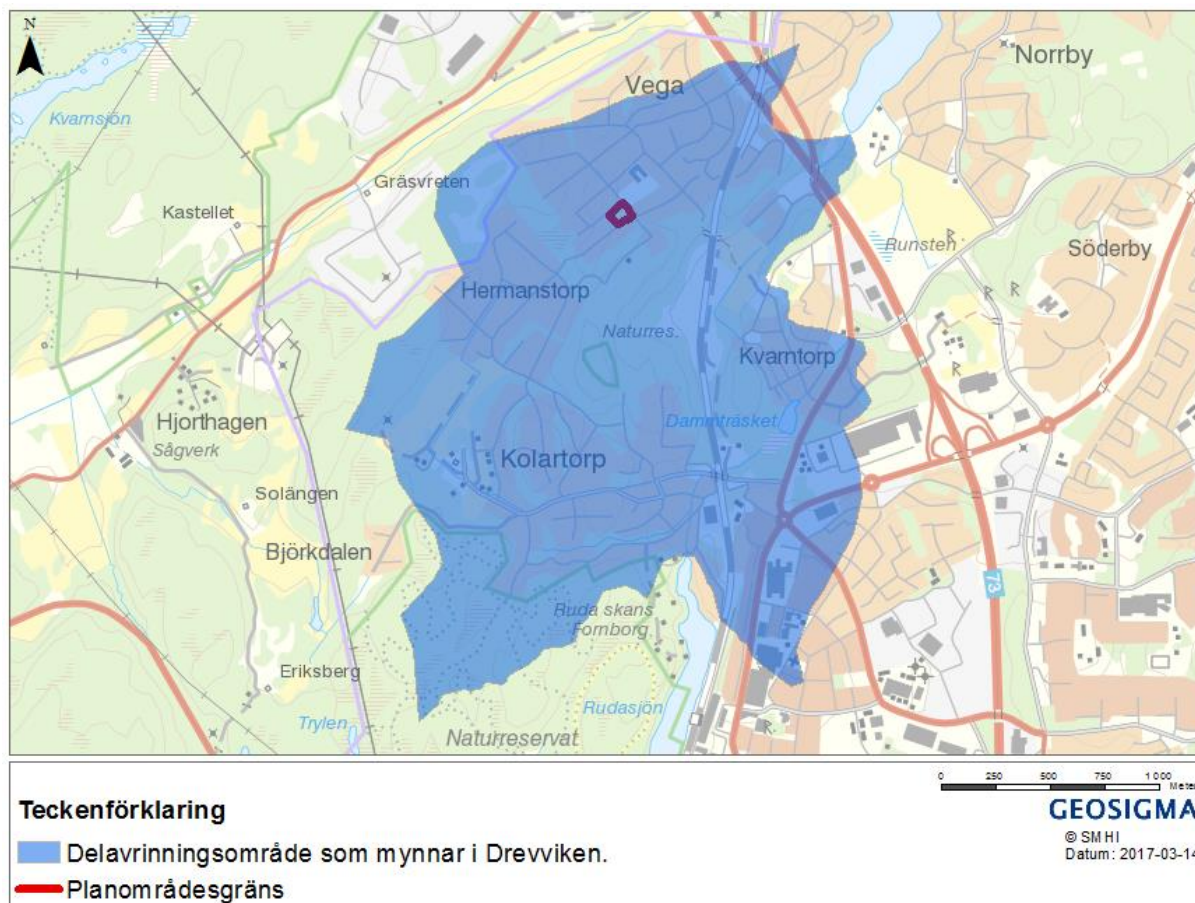 N
Vega
Norrby
Kvarnsjön
Gräsvreten
Kastellet
Runsten
Söderby
Hermanstorp
Naturres.
Kvarntorp
Dammträsket
Hjorthagen
Sågverk
Kolartorp
Solängen
Björkdalen
73
Ruda skans
Fornborg
Eriksberg
Trylen
Rudasjön
Naturreservat
0 250 500 750 1 000
Meter
Teckenförklaring
GEOSIGMA
© SMHI
Datum: 2017-03-14
Delavrinningsområde som mynnar i Drevviken.
Planområdesgräns